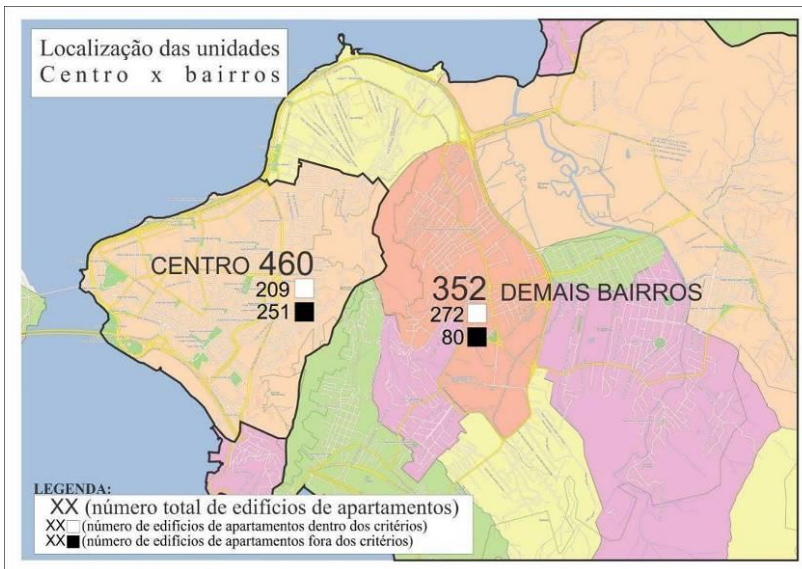 Localização das unidades
Centro x bairros
CENTRO 460
209
251
352 DEMAIS BAIRROS
272
80
LEGENDA:
XX (número total de edifícios de apartamentos)
XX (número de edifícios de apartamentos dentro dos critérios)
XX (número de edifícios de apartamentos fora dos critérios)